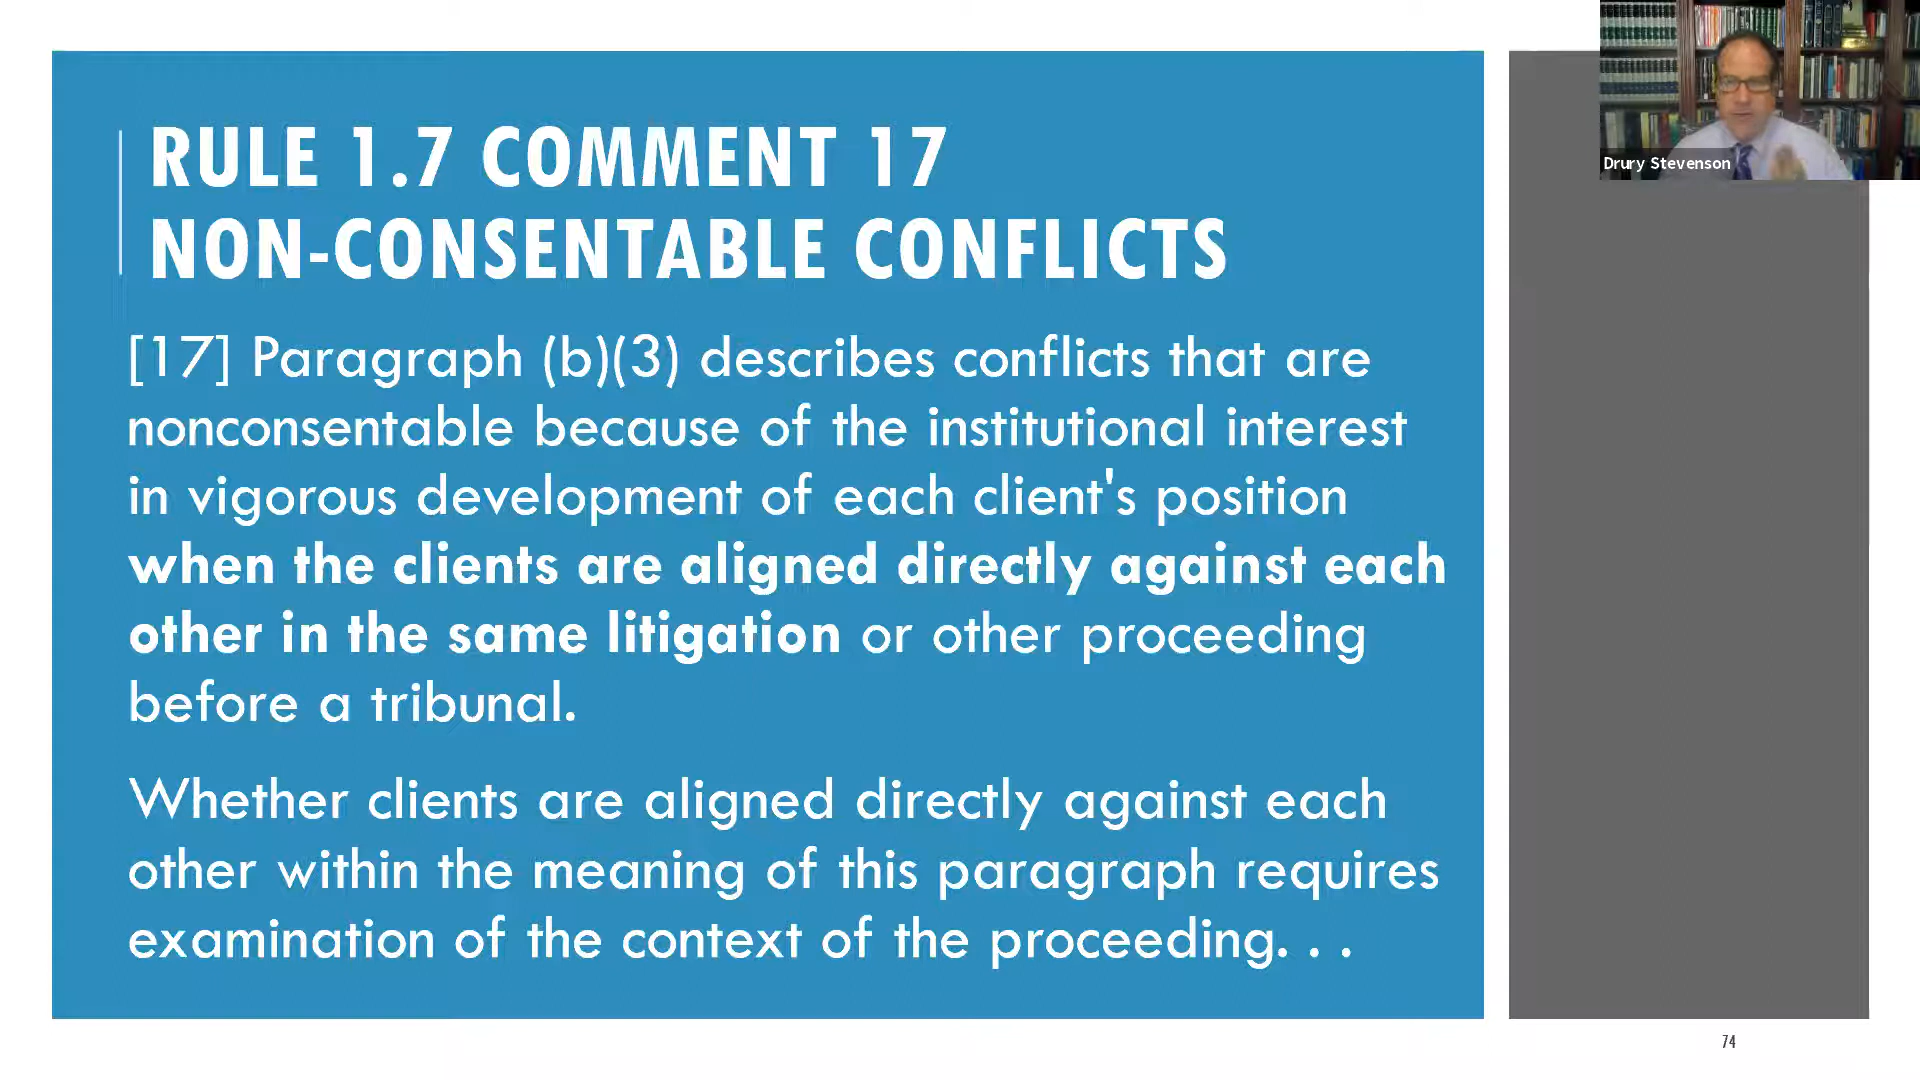 RULE 1.7 COMMENT 17
NON-CONSENTABLE CONFLICTS
[17] Paragraph (b)(3) describes conflicts that are
nonconsentable because of the institutional interest
in vigorous development of each client's position
when the clients are aligned directly against each
other in the same litigation or other proceeding
before a tribunal.
Whether clients are aligned directly against each
other within the meaning of this paragraph requires
examination of the context of the proceeding. . .
Drury Stevenson
74